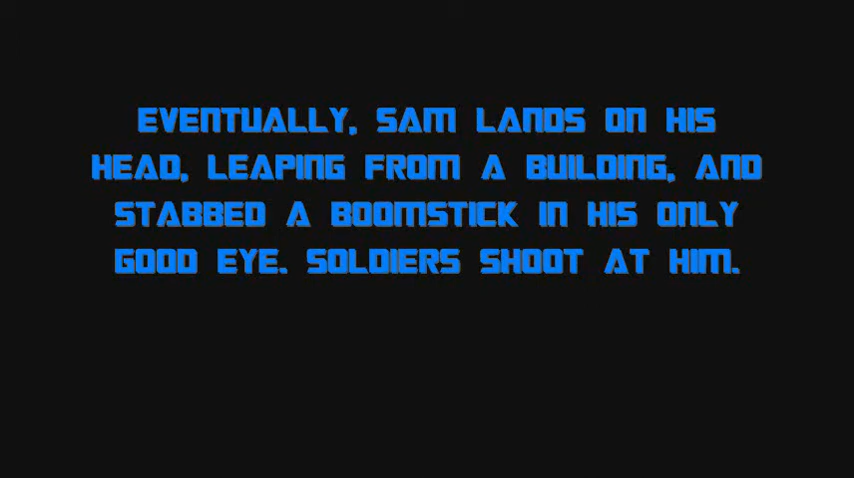 EVENTUALLY, SAM LANDS ON HIS
HEAD, LEAPING FROM A BUILDING, AND
STABBED A BOOMSTICK IN HIS ONLY
GOOD EYE. SOLDIERS SHOOT AT HIM.